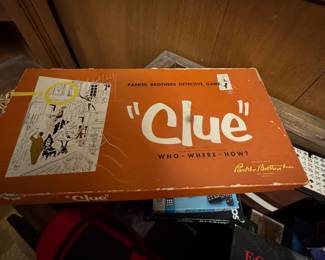 PARKER BROTHERS DETECTIVE GAME
"Clue"
WHO · WHERE · HOW?
Parker Brothers Inc
"Clue"